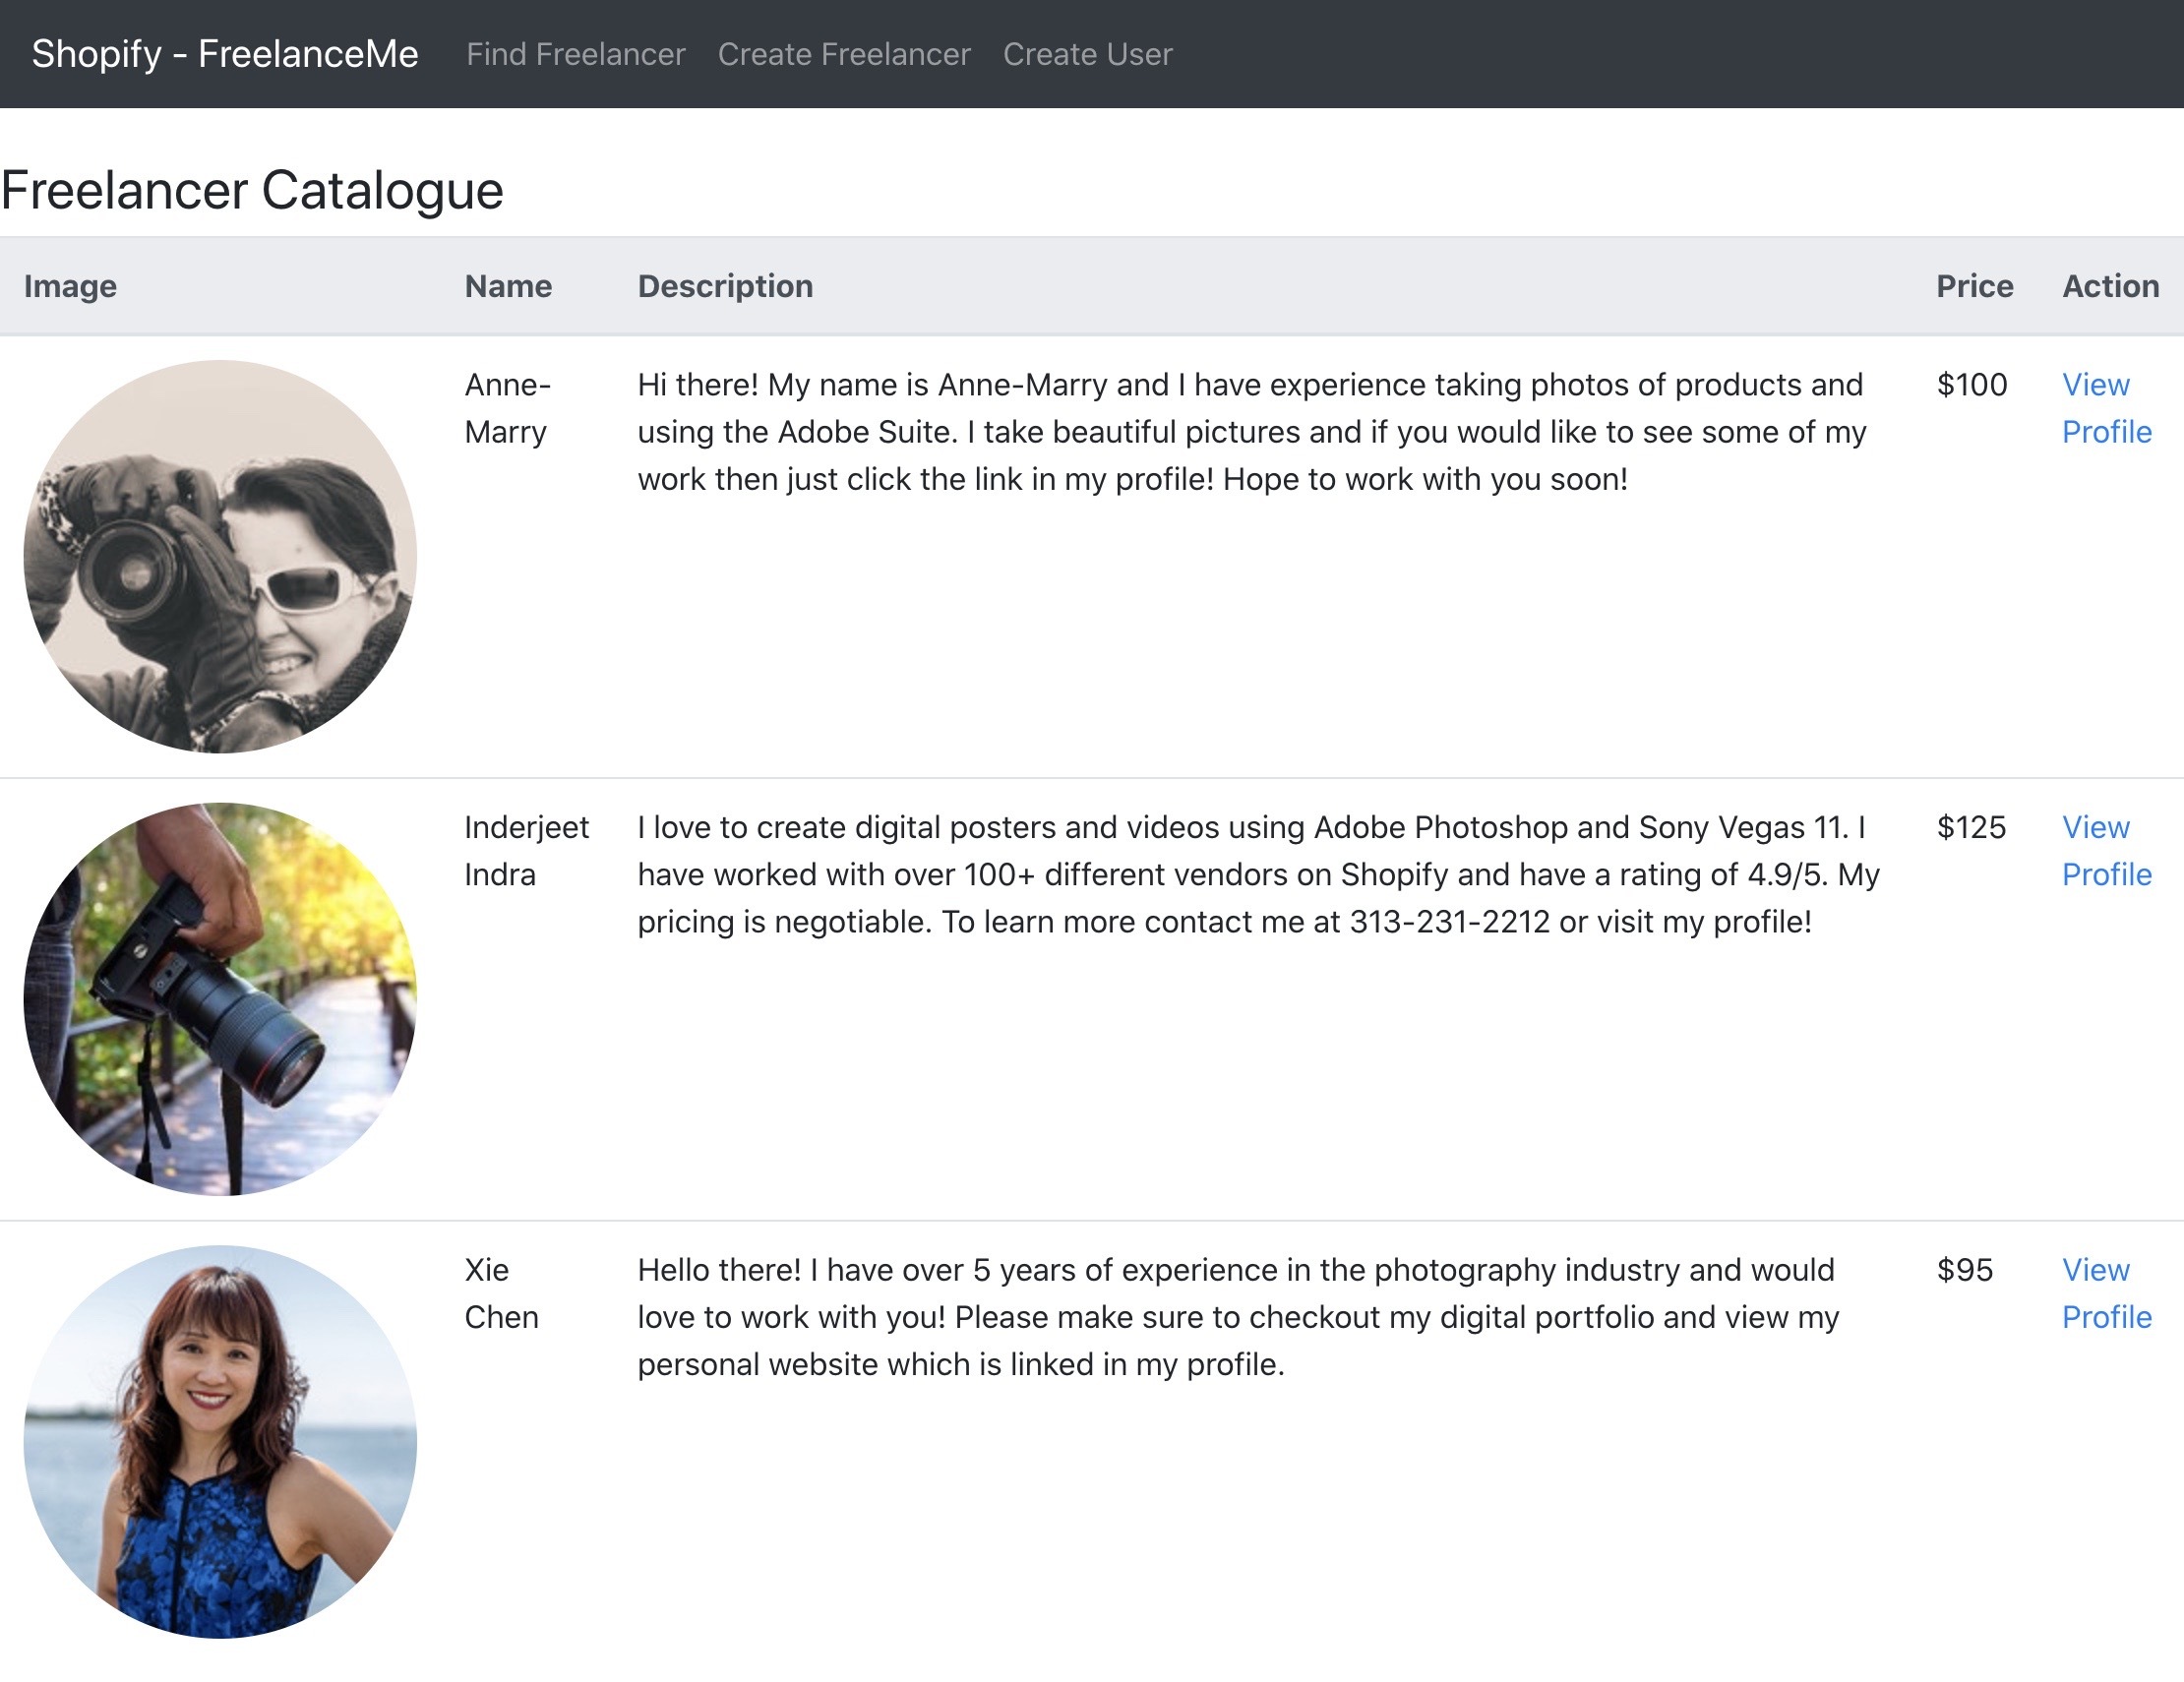 Shopify - FreelanceMe Find Freelancer Create Freelancer Create User
Freelancer Catalogue
Image Name Description Price Action
Anne-
Marry
Hi there! My name is Anne-Marry and I have experience taking photos of products and
using the Adobe Suite. I take beautiful pictures and if you would like to see some of my
work then just click the link in my profile! Hope to work with you soon!
$100
View
Profile
Inderjeet
Indra
I love to create digital posters and videos using Adobe Photoshop and Sony Vegas 11. I
have worked with over 100+ different vendors on Shopify and have a rating of 4.9/5. My
pricing is negotiable. To learn more contact me at 313-231-2212 or visit my profile!
$125
View
Profile
Xie
Chen
Hello there! I have over 5 years of experience in the photography industry and would
love to work with you! Please make sure to checkout my digital portfolio and view my
personal website which is linked in my profile.
$95
View
Profile